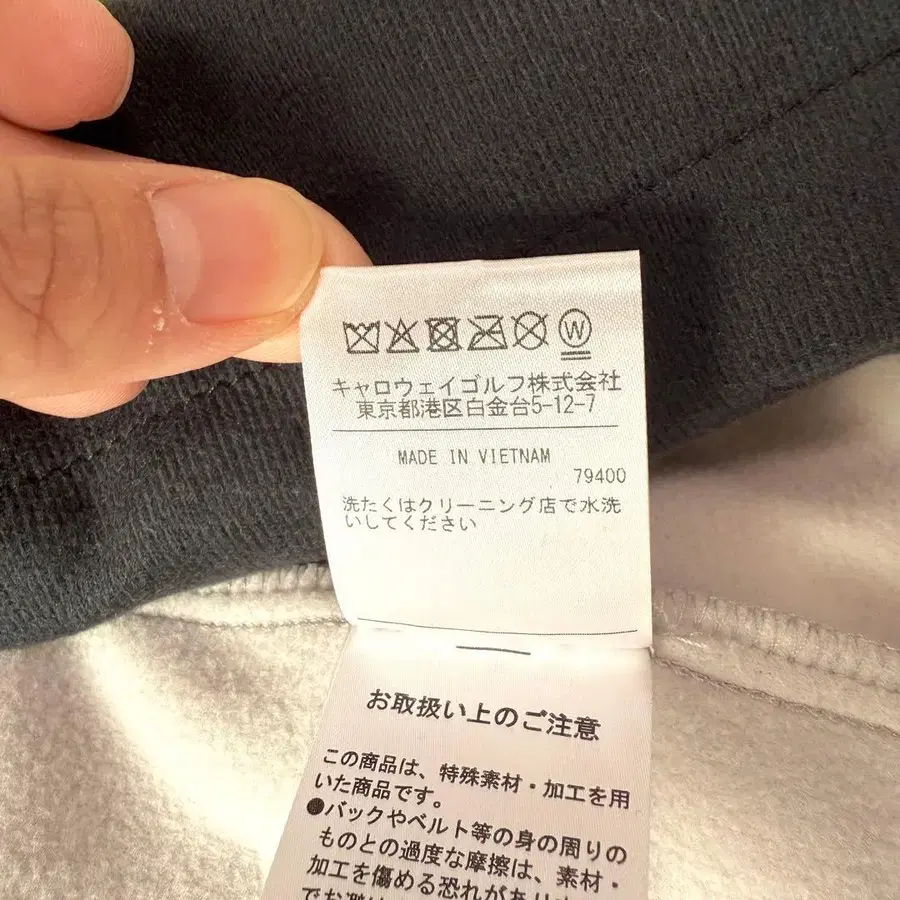 W
キャロウェイゴルフ株式会社
東京都港区白金台5-12-7
MADE IN VIETNAM
79400
洗たくはクリーニング店で水洗
いしてください
お取扱い上のご注意
この商品は、特殊素材・加工を用
いた商品です。
●バックやベルト等の身の周りの
ものとの過度な摩擦は、素材・
加工を傷める恐れがあります